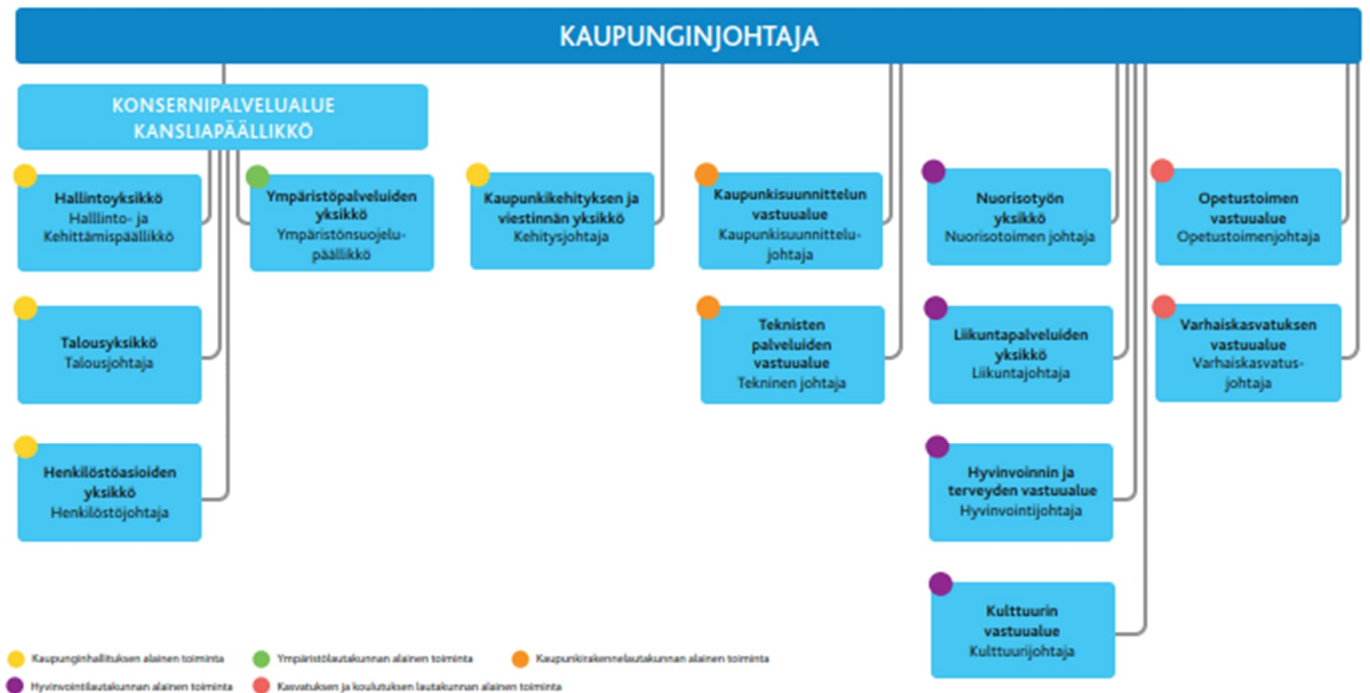 KAUPUNGINJOHTAJA
KONSERNIPALVELUALUE
KANSLIAPÄÄLLIKKÖ
Hallintoyksikkö
Halllinto- ja
Kehittämispäällikkö
Ympäristöpalveluiden
yksikkö
Ympäristönsuojelu-
päällikkö
Kaupunkikehityksen ja
viestinnän yksikkö
Kehitysjohtaja
Kaupunkisuunnittelun
vastuualue
Kaupunkisuunnittelu-
johtaja
Nuorisotyön
yksikkö
Nuorisotoimen johtaja
Opetustoimen
vastuualue
Opetustoimenjohtaja
Talousyksikkö
Talousjohtaja
Teknisten
palveluiden
vastuualue
Tekninen johtaja
Liikuntapalveluiden
yksikkö
Liikuntajohtaja
Varhaiskasvatuksen
vastuualue
Varhaiskasvatus-
johtaja
Henkilöstöasioiden
yksikkö
Henkilöstöjohtaja
Hyvinvoinnin ja
terveyden vastuualue
Hyvinvointijohtaja
Kulttuurin
vastuualue
Kulttuurijohtaja
Kaupunginhallituksen alainen toiminta
Ympäristölautakunnan alainen toiminta
Kaupunkirakennelautakunnan alainen toiminta
Hyvinvointilautakunnan alainen toiminta
Kasvatuksen ja koulutuksen lautakunnan alainen toiminta